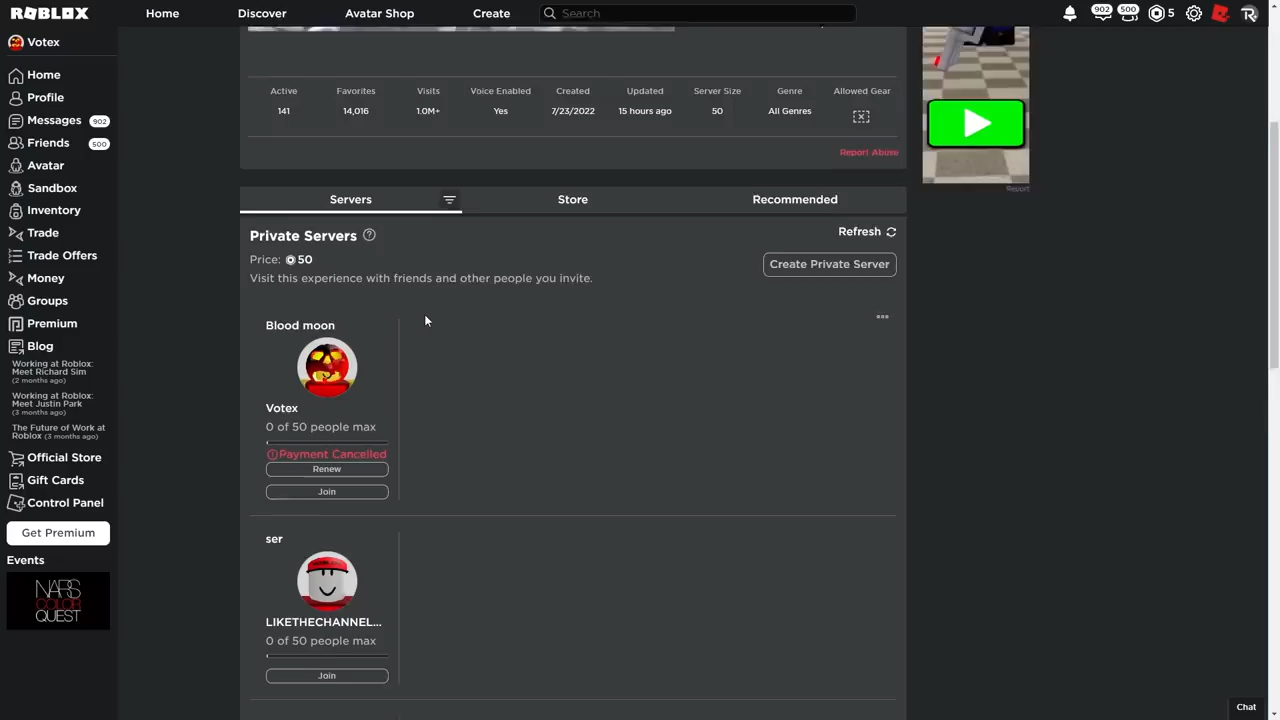 ROBLOX
Home
Discover
Avatar Shop
Create
Search
902
500
5
Votex
Home
Profile
Messages 902
Friends 500
Avatar
Sandbox
Inventory
Trade
Trade Offers
Money
Groups
Premium
Blog
Working at Roblox:
Meet Richard Sim
(2 months ago)
Working at Roblox:
Meet Justin Park
(3 months ago)
The Future of Work at
Roblox (3 months ago)
Official Store
Gift Cards
Control Panel
Get Premium
Events
NARS
COLOR
QUEST
Active
Favorites
Visits
Voice Enabled
Created
Updated
Server Size
Genre
Allowed Gear
141
14,016
1.0M+
Yes
7/23/2022
15 hours ago
50
All Genres
Report Abuse
Report
Servers
Store
Recommended
Private Servers
Refresh
Price: 50
Create Private Server
Visit this experience with friends and other people you invite.
Blood moon
Votex
0 of 50 people max
Payment Cancelled
Renew
Join
ser
LIKETHECHANNEL...
0 of 50 people max
Join
Chat